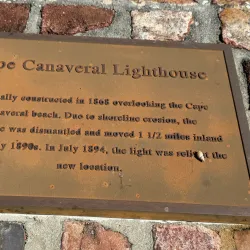 pe Canaveral Lighthouse
ally constructed in 1868 overlooking the Cape
averal beach. Due to shoreline erosion, the
e was dismantled and moved 1 1/2 miles inland
y 1890s. In July 1894, the light was relit at the
new location.